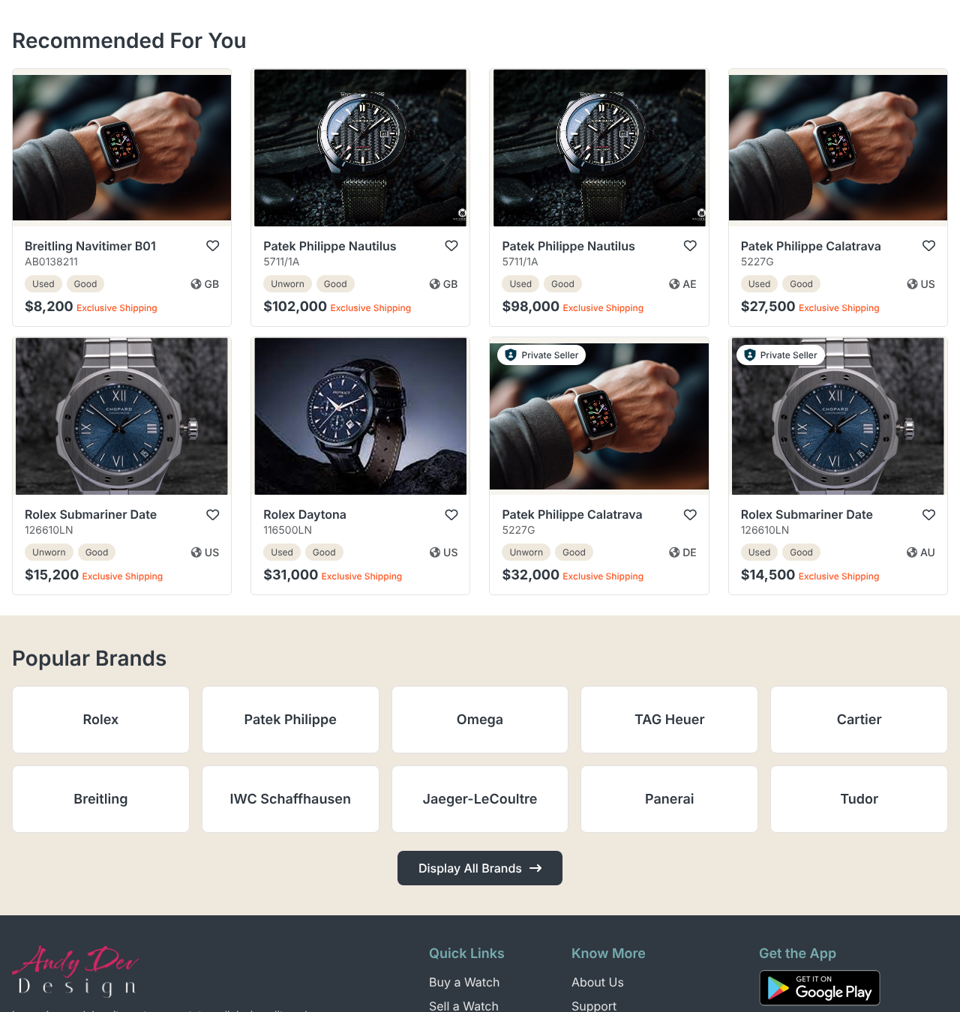 Recommended For You
Breitling Navitimer B01
AB0138211
Used Good GB
$8,200 Exclusive Shipping
Patek Philippe Nautilus
5711/1A
Unworn Good GB
$102,000 Exclusive Shipping
Patek Philippe Nautilus
5711/1A
Used Good AE
$98,000 Exclusive Shipping
Patek Philippe Calatrava
5227G
Used Good US
$27,500 Exclusive Shipping
CHOPARD
Rolex Submariner Date
126610LN
Unworn Good US
$15,200 Exclusive Shipping
Rolex Daytona
116500LN
Used Good US
$31,000 Exclusive Shipping
Private Seller
Patek Philippe Calatrava
5227G
Unworn Good DE
$32,000 Exclusive Shipping
Private Seller
CHOPARD
Rolex Submariner Date
126610LN
Used Good AU
$14,500 Exclusive Shipping
Popular Brands
Rolex
Patek Philippe
Omega
TAG Heuer
Cartier
Breitling
IWC Schaffhausen
Jaeger-LeCoultre
Panerai
Tudor
Display All Brands
Andy Dev
Design
Quick Links
Buy a Watch
Sell a Watch
Know More
About Us
Support
Get the App
GET IT ON
Google Play